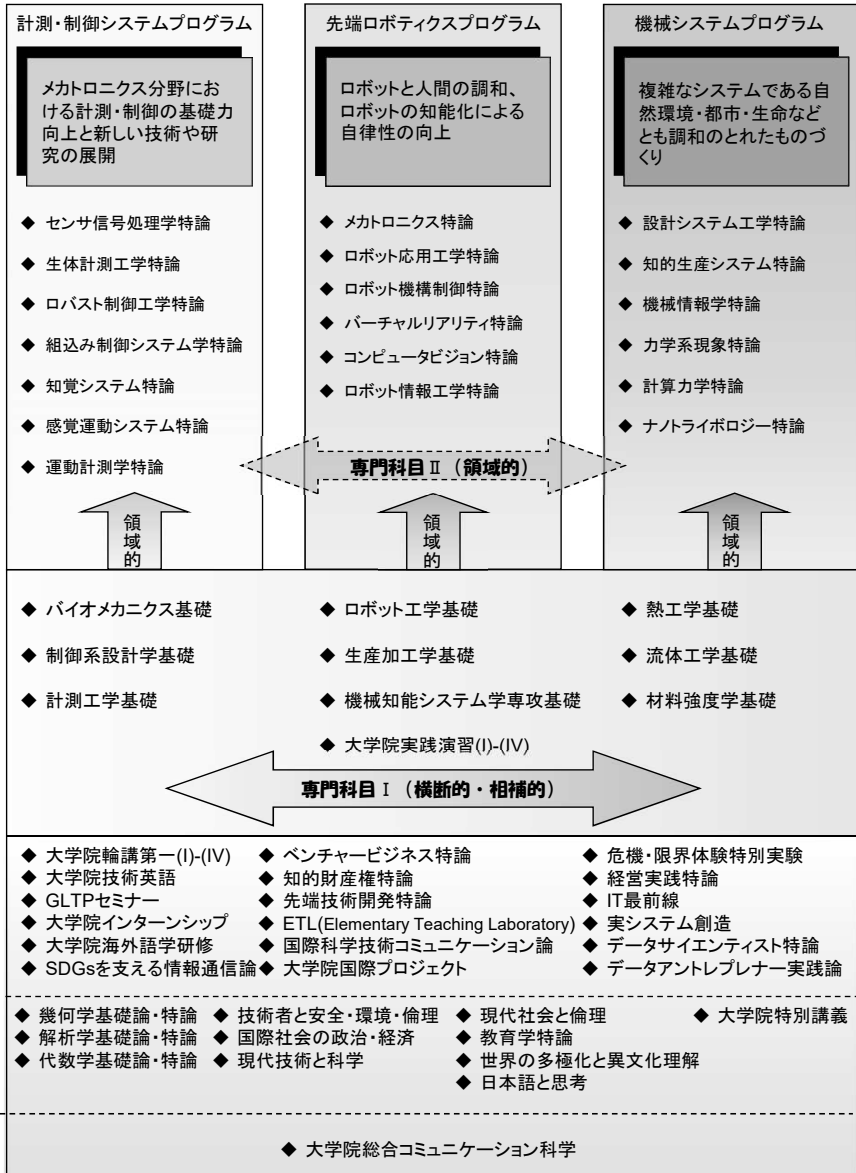 計測・制御システムプログラム
メカトロニクス分野にお
ける計測・制御の基礎力
向上と新しい技術や研
究の展開
◆ センサ信号処理学特論
◆ 生体計測工学特論
◆ ロバスト制御工学特論
◆ 組込み制御システム学特論
◆ 知覚システム特論
◆ 感覚運動システム特論
◆ 運動計測学特論
先端ロボティクスプログラム
ロボットと人間の調和、
ロボットの知能化による
自律性の向上
◆ メカトロニクス特論
◆ ロボット応用工学特論
◆ ロボット機構制御特論
◆ バーチャルリアリティ特論
◆ コンピュータビジョン特論
◆ ロボット情報工学特論
機械システムプログラム
複雑なシステムである自
然環境・都市・生命など
とも調和のとれたものづ
くり
◆ 設計システム工学特論
◆ 知的生産システム特論
◆ 機械情報学特論
◆ 力学系現象特論
◆ 計算力学特論
◆ ナノトライボロジー特論
専門科目Ⅱ（領域的）
領域的
領域的
領域的
◆ バイオメカニクス基礎
◆ 制御系設計学基礎
◆ 計測工学基礎
◆ ロボット工学基礎
◆ 生産加工学基礎
◆ 機械知能システム学専攻基礎
◆ 大学院実践演習(I)-(IV)
◆ 熱工学基礎
◆ 流体工学基礎
◆ 材料強度学基礎
専門科目Ⅰ（横断的・相補的）
◆ 大学院輪講第一(I)-(IV)
◆ 大学院技術英語
◆ GLTPセミナー
◆ 大学院インターンシップ
◆ 大学院海外語学研修
◆ SDGsを支える情報通信論
◆ ベンチャービジネス特論
◆ 知的財産権特論
◆ 先端技術開発特論
◆ ETL(Elementary Teaching Laboratory)
◆ 国際科学技術コミュニケーション論
◆ 大学院国際プロジェクト
◆ 危機・限界体験特別実験
◆ 経営実践特論
◆ IT最前線
◆ 実システム創造
◆ データサイエンティスト特論
◆ データアントレプレナー実践論
◆ 幾何学基礎論・特論
◆ 解析学基礎論・特論
◆ 代数学基礎論・特論
◆ 技術者と安全・環境・倫理
◆ 国際社会の政治・経済
◆ 現代技術と科学
◆ 現代社会と倫理
◆ 教育学特論
◆ 世界の多極化と異文化理解
◆ 日本語と思考
◆ 大学院特別講義
◆ 大学院総合コミュニケーション科学